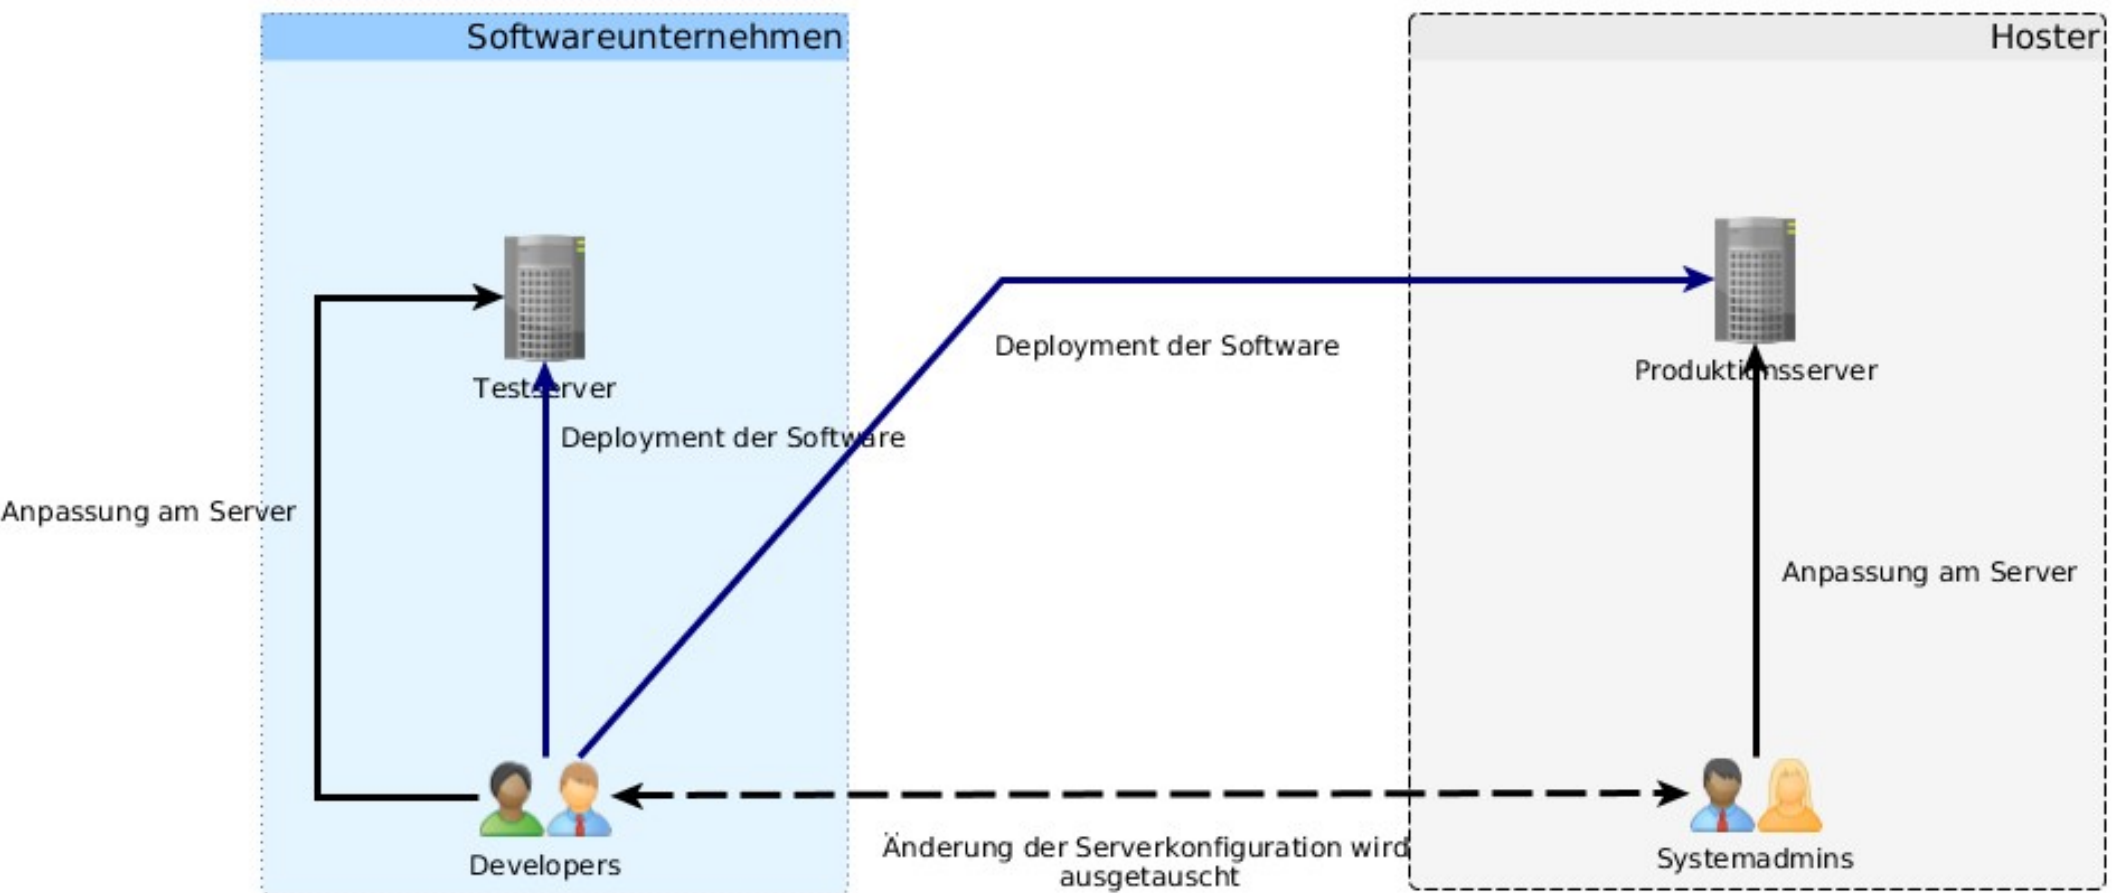 Softwareunternehmen
Hoster
Testserver
Deployment der Software
Deployment der Software
Produktionsserver
Anpassung am Server
Anpassung am Server
Developers
Änderung der Serverkonfiguration wird
ausgetauscht
Systemadmins